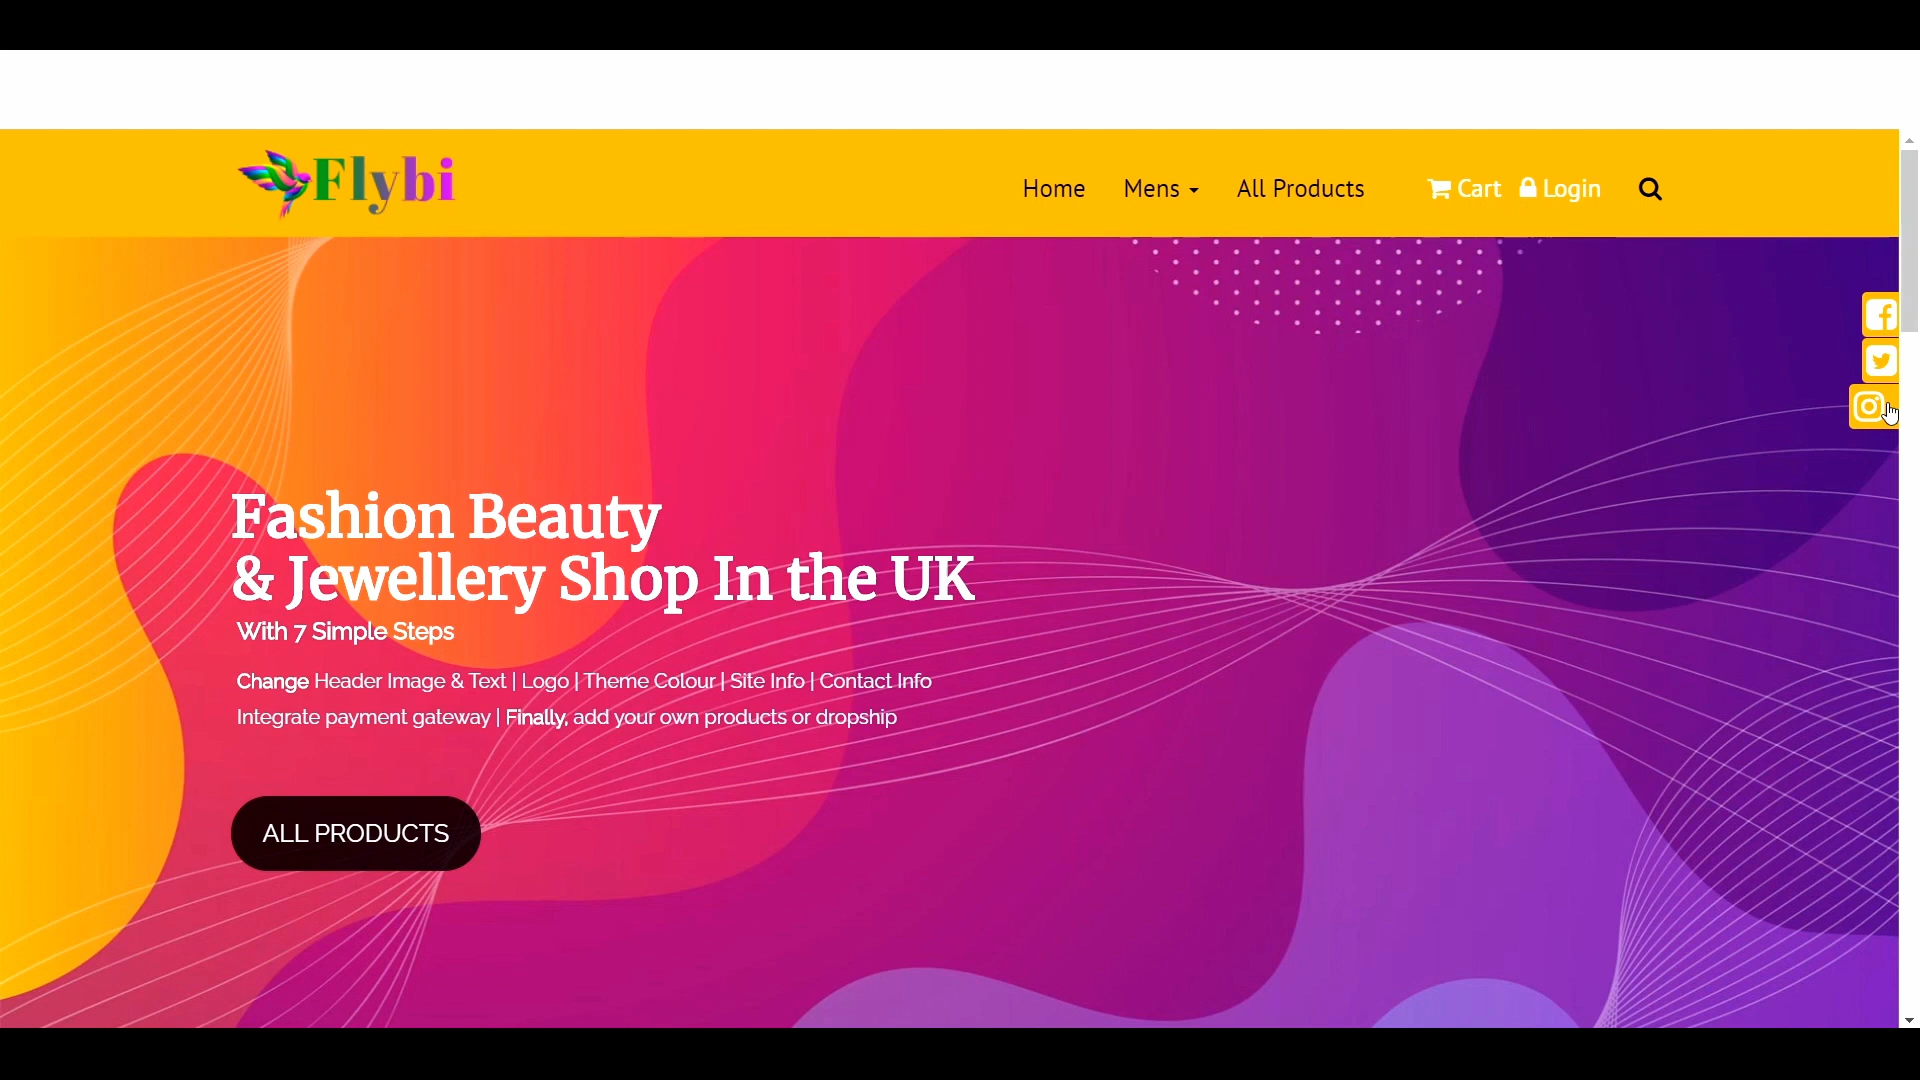 Flybi
Home Mens All Products Cart Login
Fashion Beauty
& Jewellery Shop In the UK
With 7 Simple Steps
Change Header Image & Text | Logo | Theme Colour | Site Info | Contact Info
Integrate payment gateway | Finally, add your own products or dropship
ALL PRODUCTS